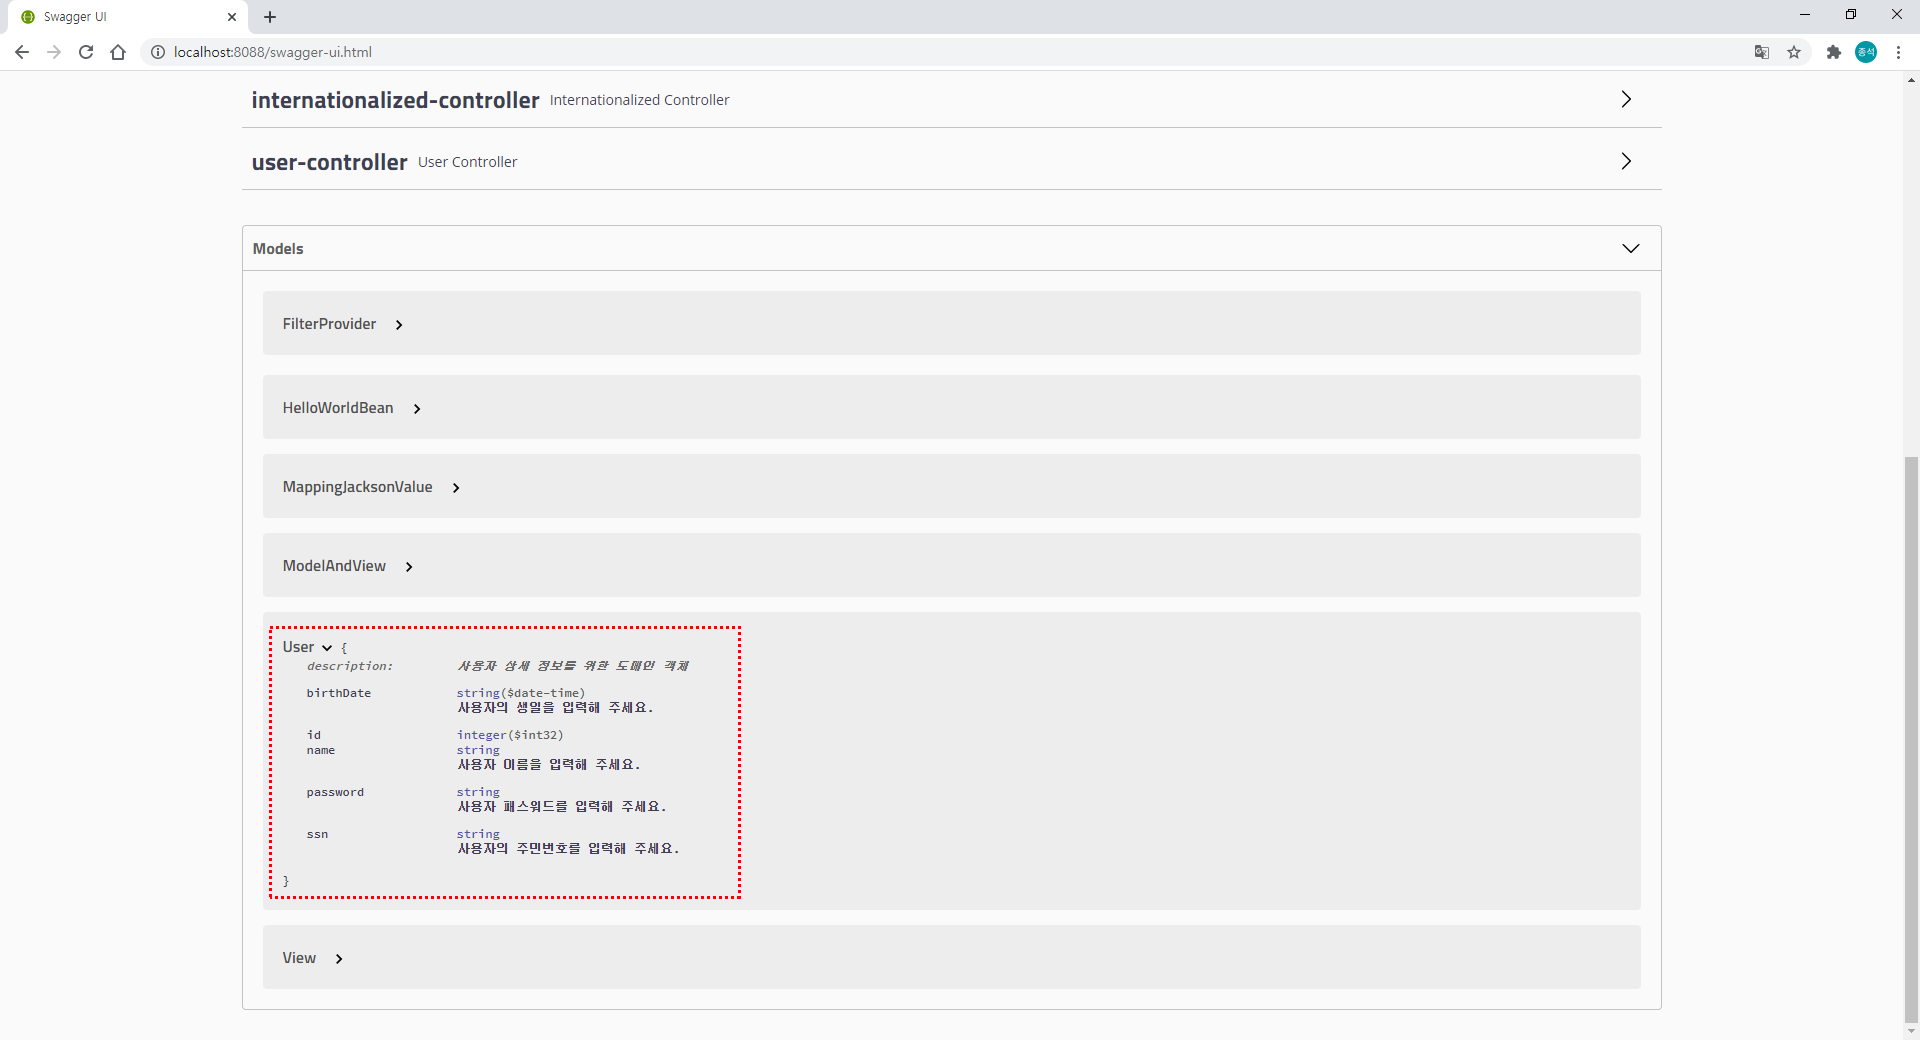 Swagger UI
localhost:8088/swagger-ui.html
종석
internationalized-controller Internationalized Controller
user-controller User Controller
Models
FilterProvider
HelloWorldBean
MappingJacksonValue
ModelAndView
User {
description: 사용자 상세 정보를 위한 도메인 객체
birthDate string($date-time)
사용자의 생일을 입력해 주세요.
id integer($int32)
name string
사용자 이름을 입력해 주세요.
password string
사용자 패스워드를 입력해 주세요.
ssn string
사용자의 주민번호를 입력해 주세요.
}
View